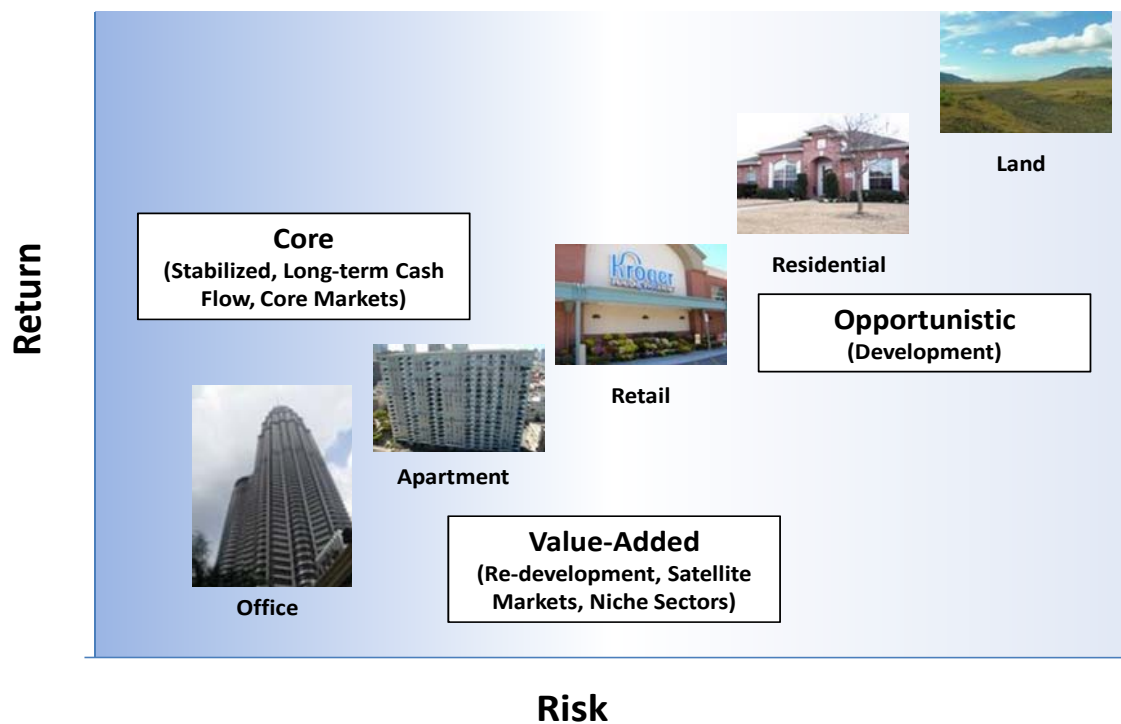 Return
Land
Core
(Stabilized, Long-term Cash
Flow, Core Markets)
Residential
Kroger
Opportunistic
(Development)
Retail
Apartment
Value-Added
(Re-development, Satellite
Markets, Niche Sectors)
Office
Risk